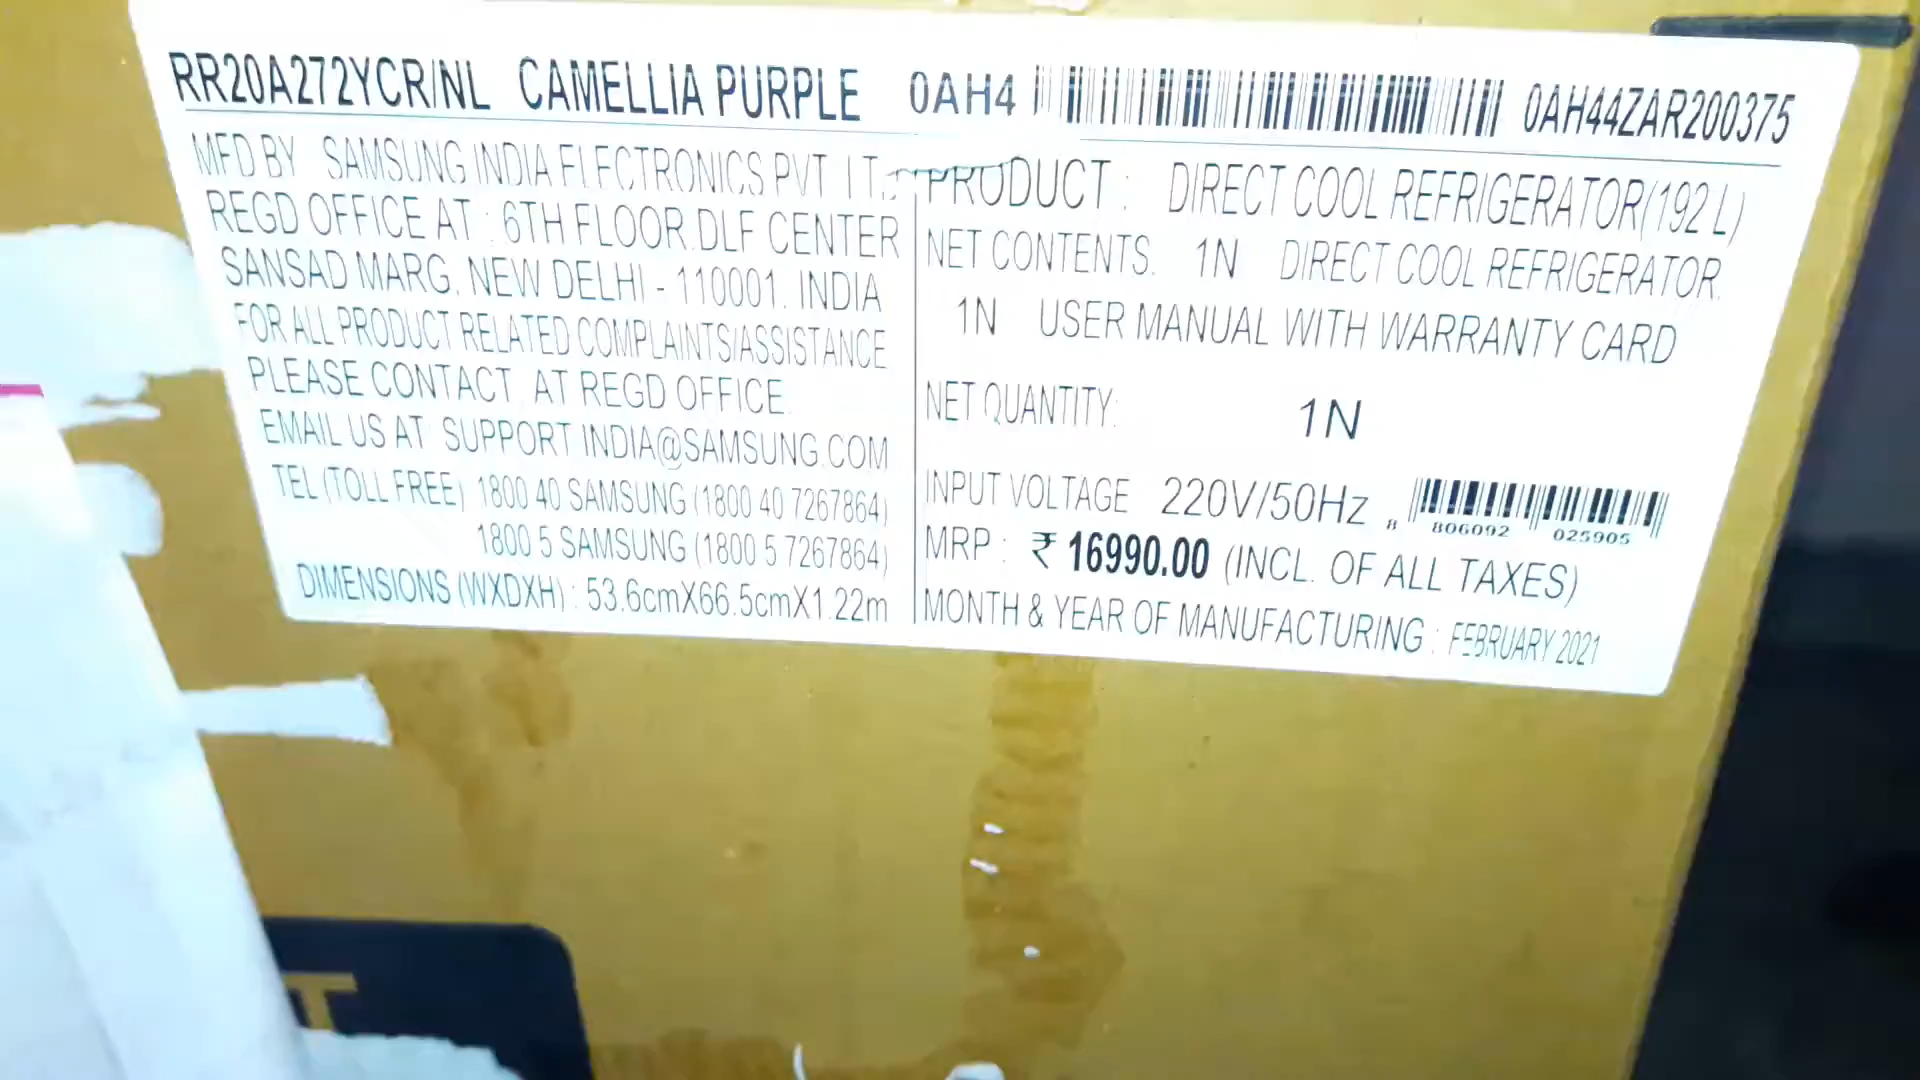 RR20A272YCR/NL CAMELLIA PURPLE 0AH4 0AH44ZAR200375
MFD BY SAMSUNG INDIA ELECTRONICS PVT LT
REGD OFFICE AT : 6TH FLOOR.DLF CENTER
SANSAD MARG. NEW DELHI - 110001. INDIA
FOR ALL PRODUCT RELATED COMPLAINTS/ASSISTANCE
PLEASE CONTACT AT REGD OFFICE.
EMAIL US AT SUPPORT INDIA@SAMSUNG.COM
TEL (TOLL FREE) 1800 40 SAMSUNG (1800 40 7267864)
1800 5 SAMSUNG (1800 5 7267864)
DIMENSIONS (WXDXH) : 53.6cmX66.5cmX1.22m
PRODUCT : DIRECT COOL REFRIGERATOR(192 L)
NET CONTENTS. 1N DIRECT COOL REFRIGERATOR.
1N USER MANUAL WITH WARRANTY CARD
NET QUANTITY: 1N
INPUT VOLTAGE 220V/50Hz
8 806092 025905
MRP : ₹ 16990.00 (INCL. OF ALL TAXES)
MONTH & YEAR OF MANUFACTURING : FEBRUARY 2021
T